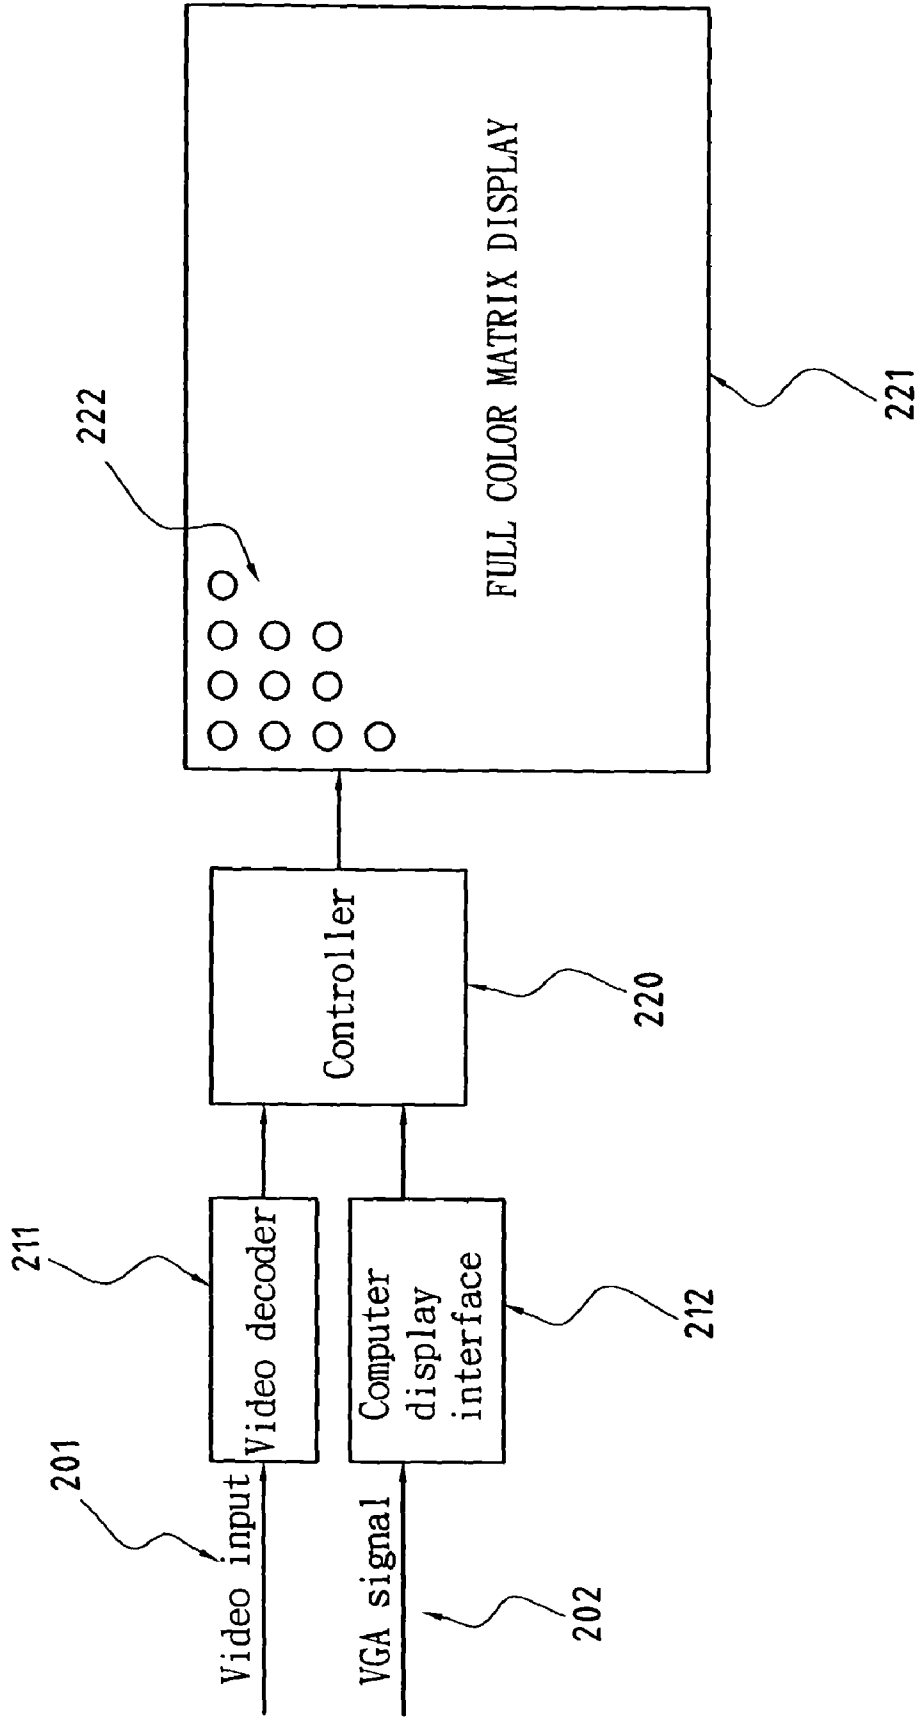 201
Video input
VGA signal
202
211
Video decoder
Computer
display
interface
212
Controller
220
222
FULL COLOR MATRIX DISPLAY
221